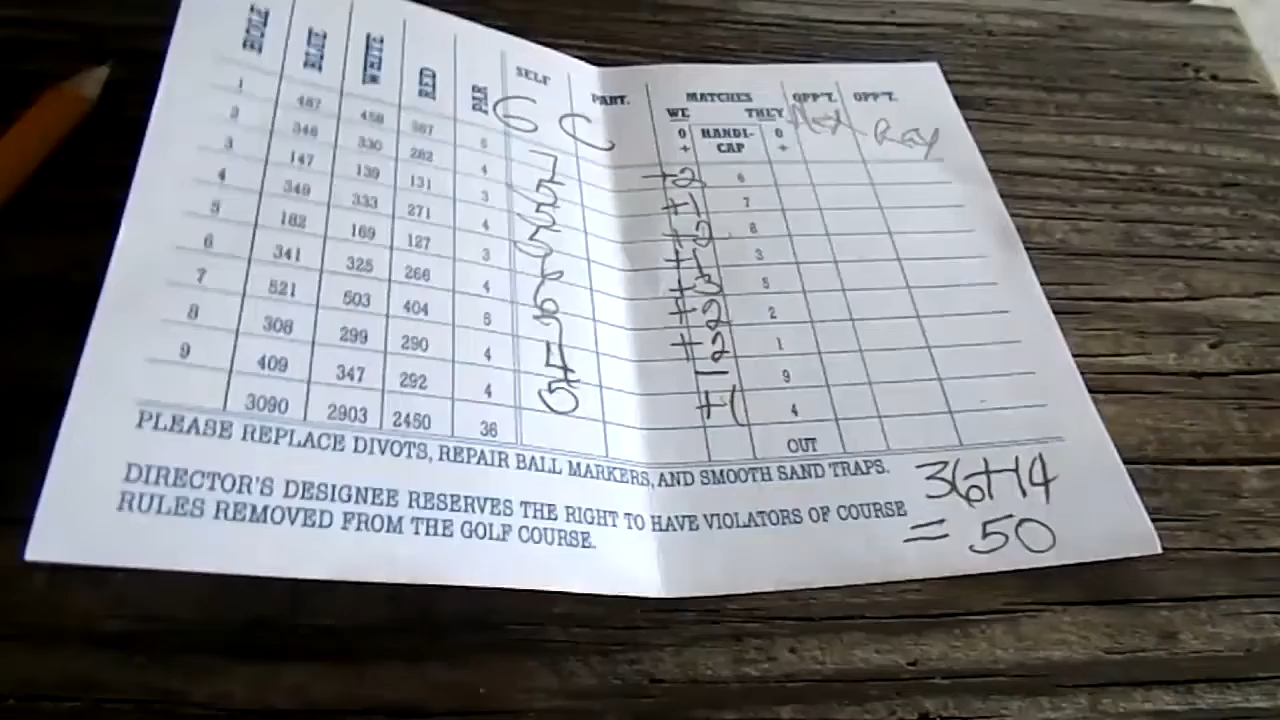 HOLE BLUE WHITE RED PAR SELF PART. MATCHES OPP'T. OPP'T.
WE THEY
0 + HANDI-CAP 0 +
G C Ray
1 487 458 387 5 7 +2 6
2 346 330 282 4 5 +1 7
3 147 139 131 3 5 +2 8
4 349 333 271 4 5 +1 3
5 182 169 127 3 6 +3 5
6 341 325 266 4 6 +2 2
7 521 503 404 5 +2 1
8 308 299 290 4 9
9 409 347 292 4 5 +1 4
3090 2903 2450 36 OUT
PLEASE REPLACE DIVOTS, REPAIR BALL MARKERS, AND SMOOTH SAND TRAPS.
DIRECTOR'S DESIGNEE RESERVES THE RIGHT TO HAVE VIOLATORS OF COURSE
RULES REMOVED FROM THE GOLF COURSE.
36+14
= 50